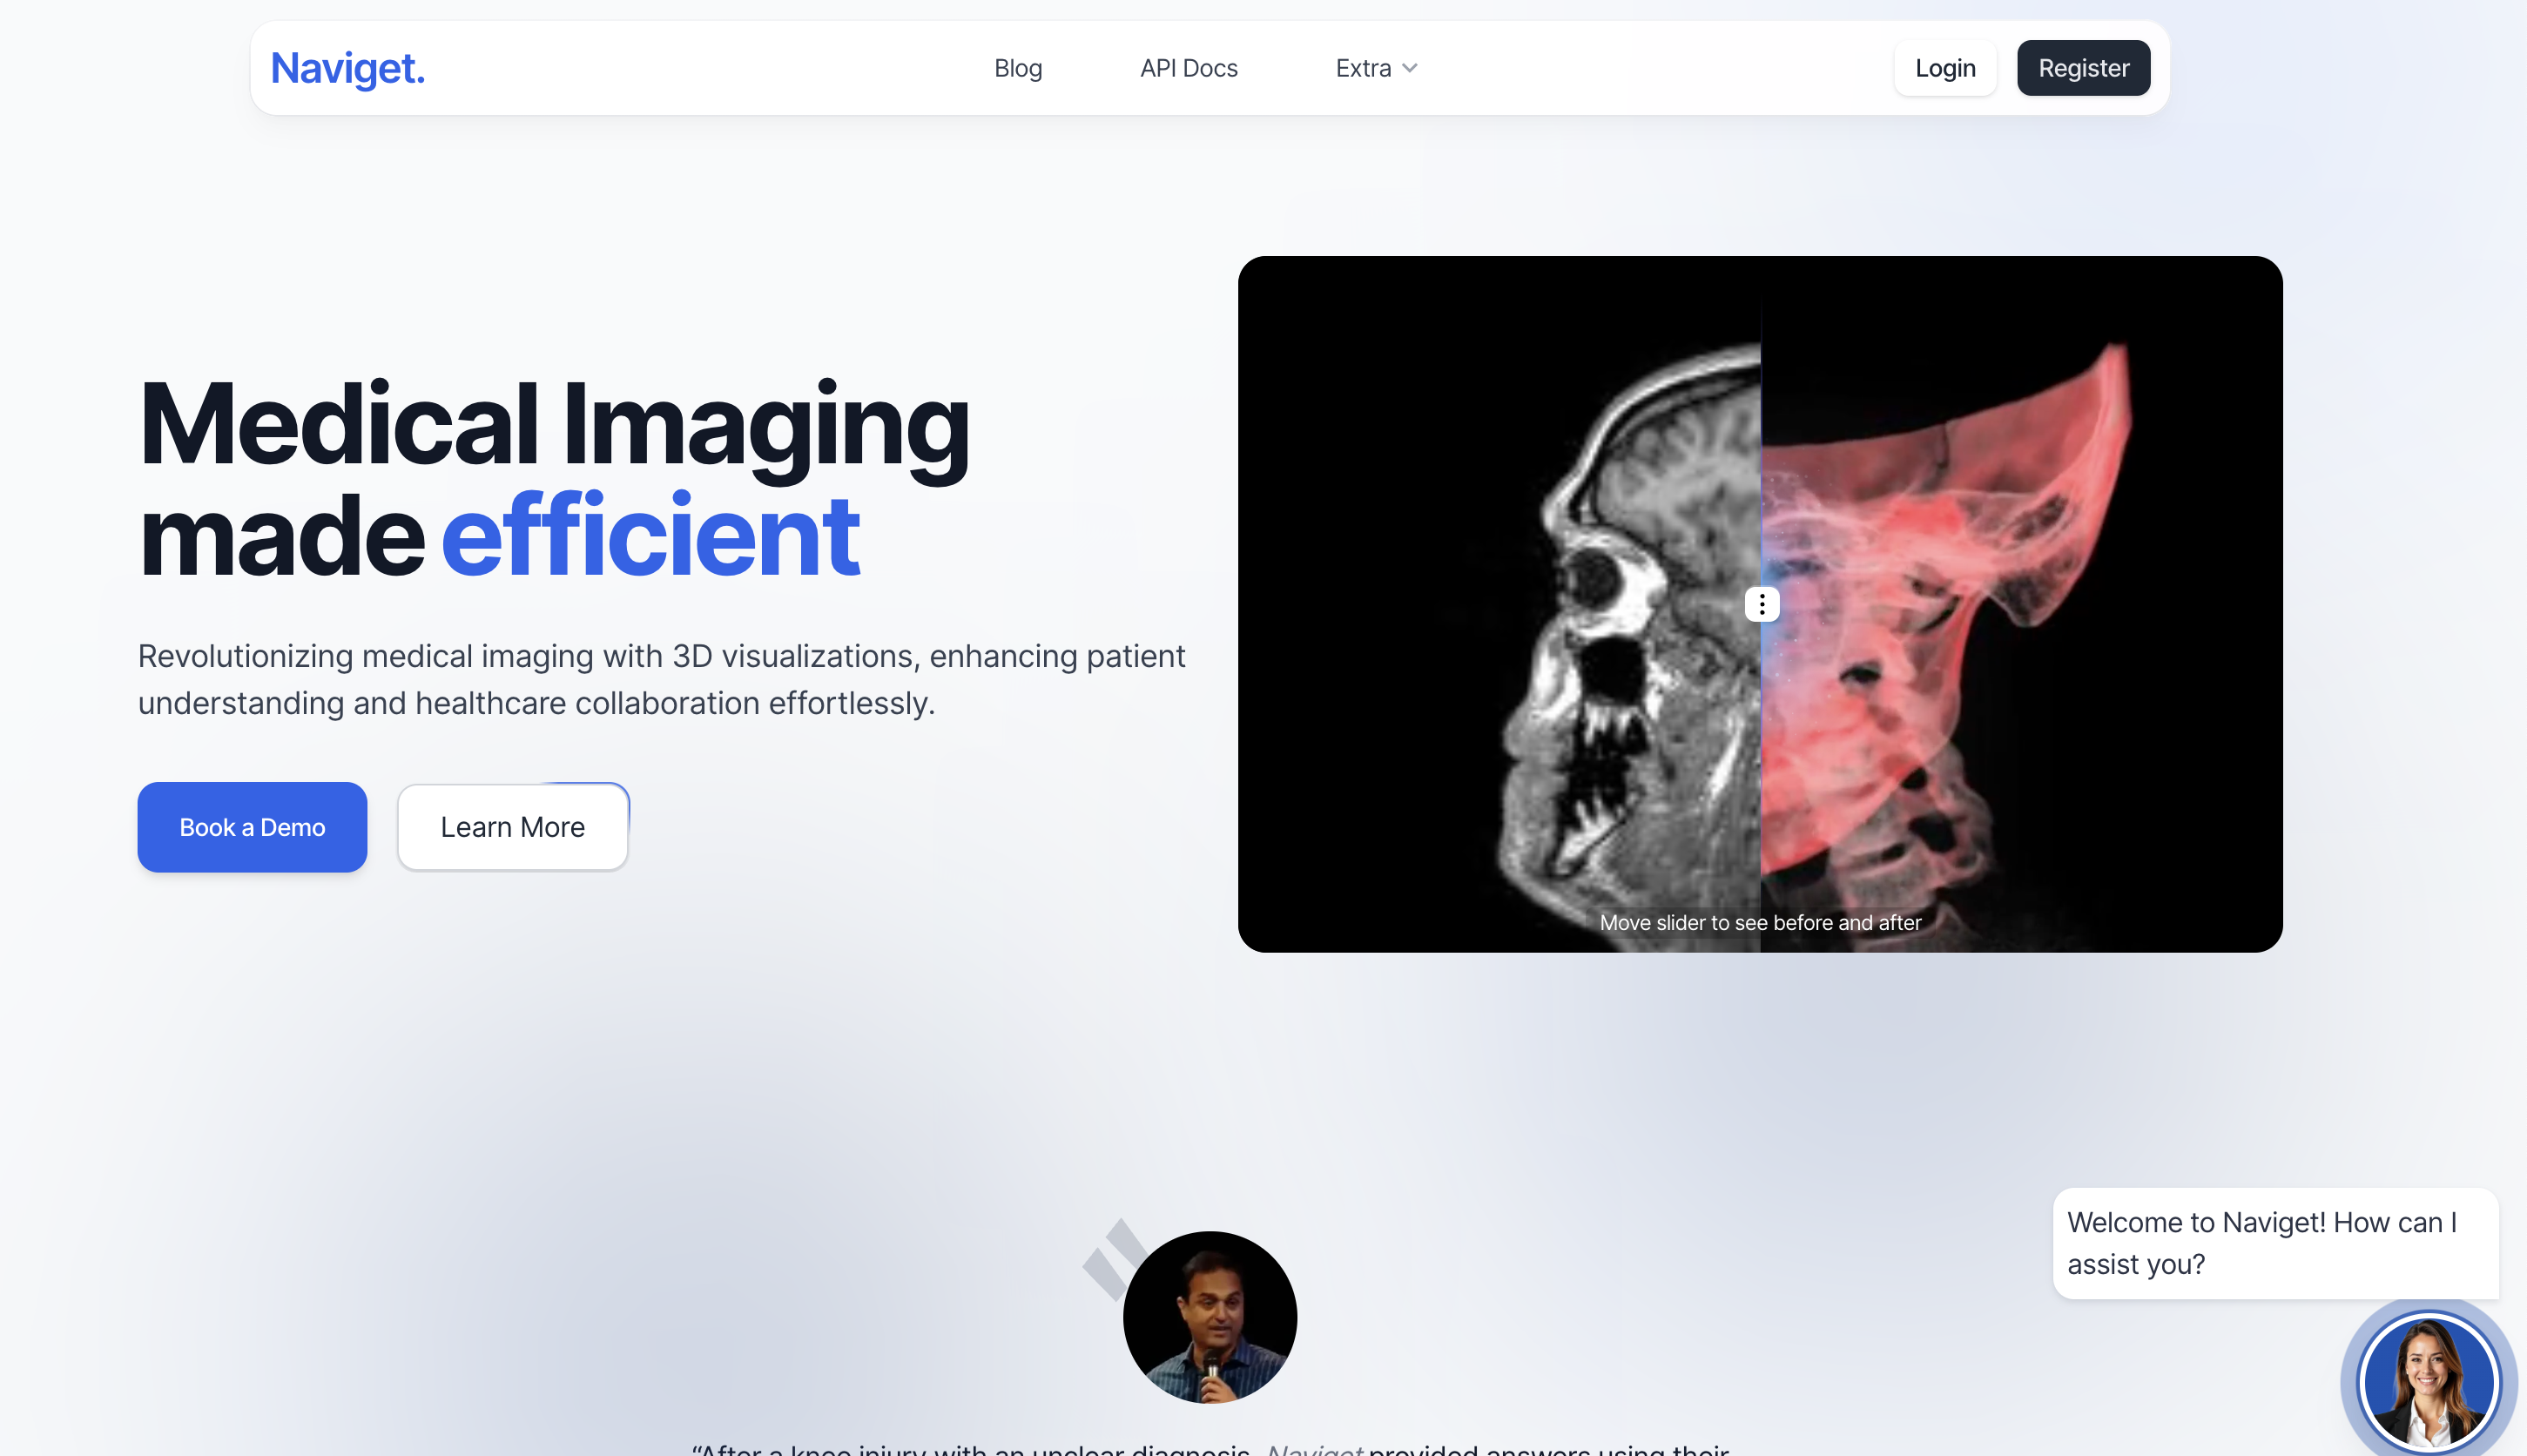 Naviget.
Blog
API Docs
Extra
Login
Register
Medical Imaging
made efficient
Revolutionizing medical imaging with 3D visualizations, enhancing patient
understanding and healthcare collaboration effortlessly.
Book a Demo
Learn More
Move slider to see before and after
Welcome to Naviget! How can I
assist you?
“After a knee injury with an unclear diagnosis, Naviget provided answers using their